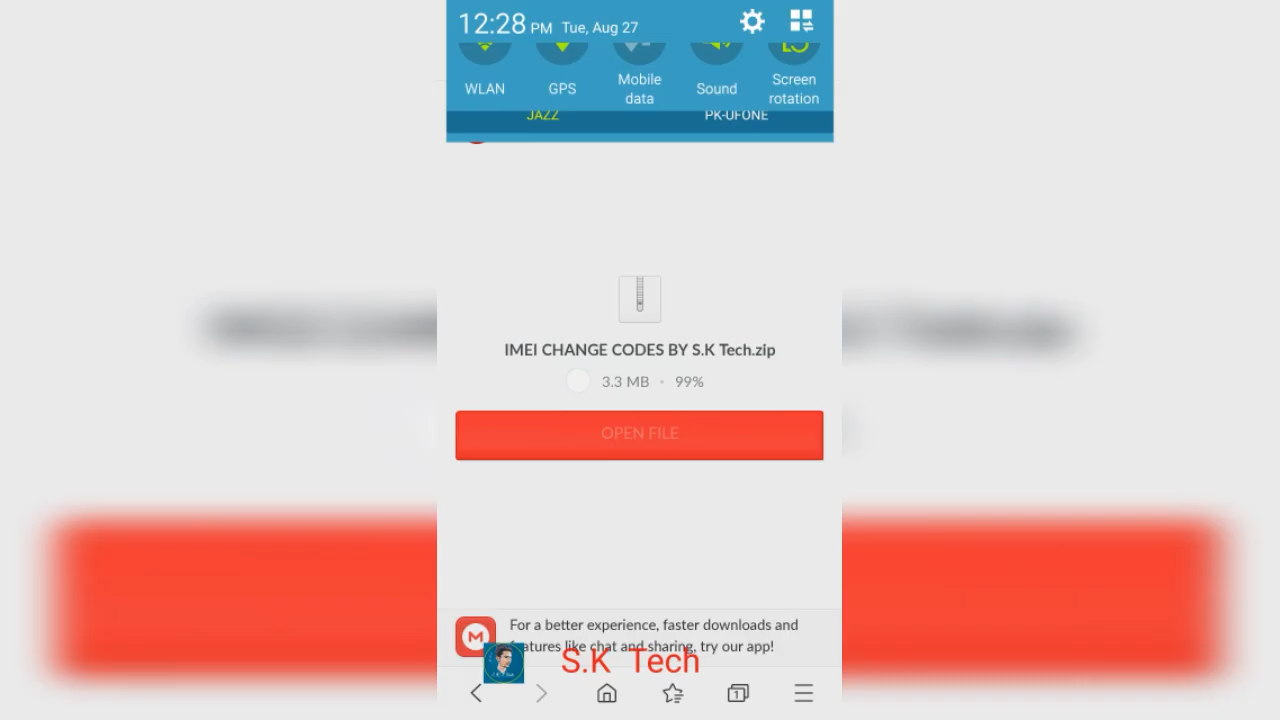 12:28 PM Tue, Aug 27
WLAN
GPS
Mobile
data
Sound
Screen
rotation
JAZZ
PK-UFONE
IMEI CHANGE CODES BY S.K Tech.zip
3.3 MB • 99%
OPEN FILE
M
For a better experience, faster downloads and
features like chat and sharing, try our app!
S.K Tech
1